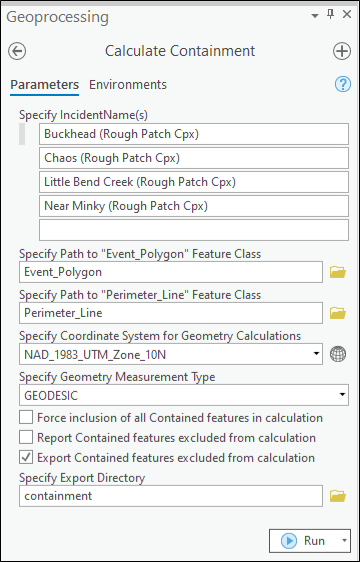 Geoprocessing
Calculate Containment
Parameters Environments
Specify IncidentName(s)
Buckhead (Rough Patch Cpx)
Chaos (Rough Patch Cpx)
Little Bend Creek (Rough Patch Cpx)
Near Minky (Rough Patch Cpx)
Specify Path to "Event_Polygon" Feature Class
Event_Polygon
Specify Path to "Perimeter_Line" Feature Class
Perimeter_Line
Specify Coordinate System for Geometry Calculations
NAD_1983_UTM_Zone_10N
Specify Geometry Measurement Type
GEODESIC
Force inclusion of all Contained features in calculation
Report Contained features excluded from calculation
Export Contained features excluded from calculation
Specify Export Directory
containment
Run